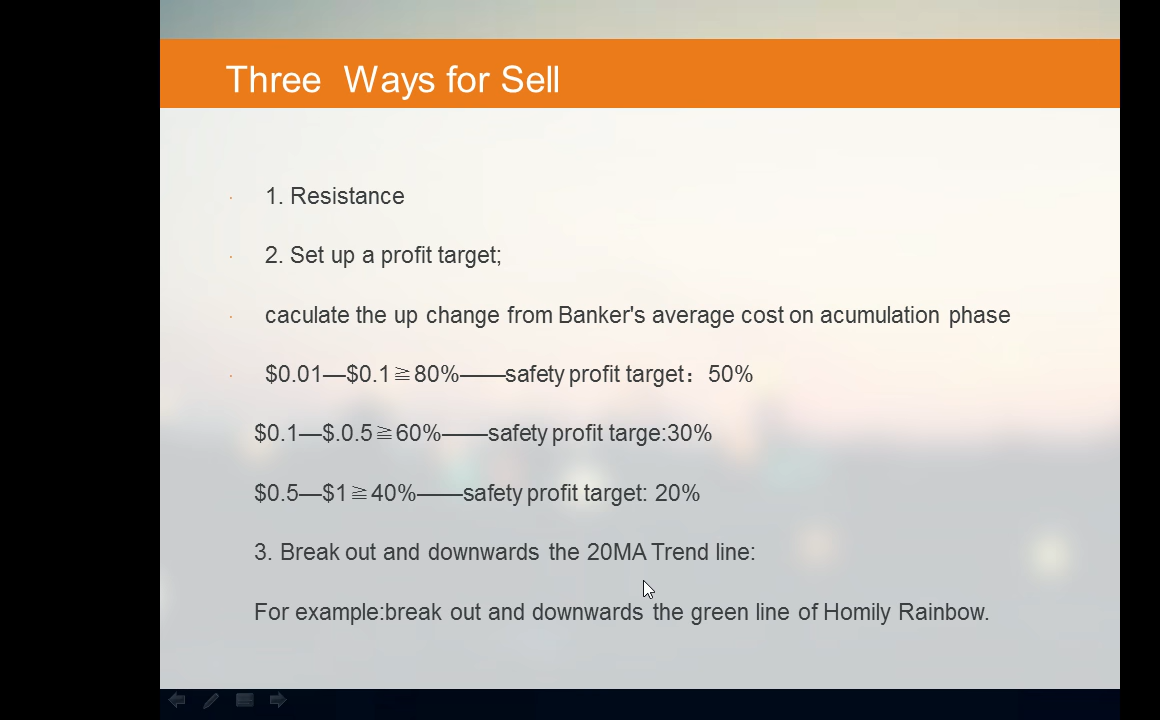 Three Ways for Sell
1. Resistance
2. Set up a profit target;
caculate the up change from Banker's average cost on acumulation phase
$0.01—$0.1≧80%——safety profit target：50%
$0.1—$.0.5≧60%——safety profit targe:30%
$0.5—$1≧40%——safety profit target: 20%
3. Break out and downwards the 20MA Trend line:
For example:break out and downwards the green line of Homily Rainbow.